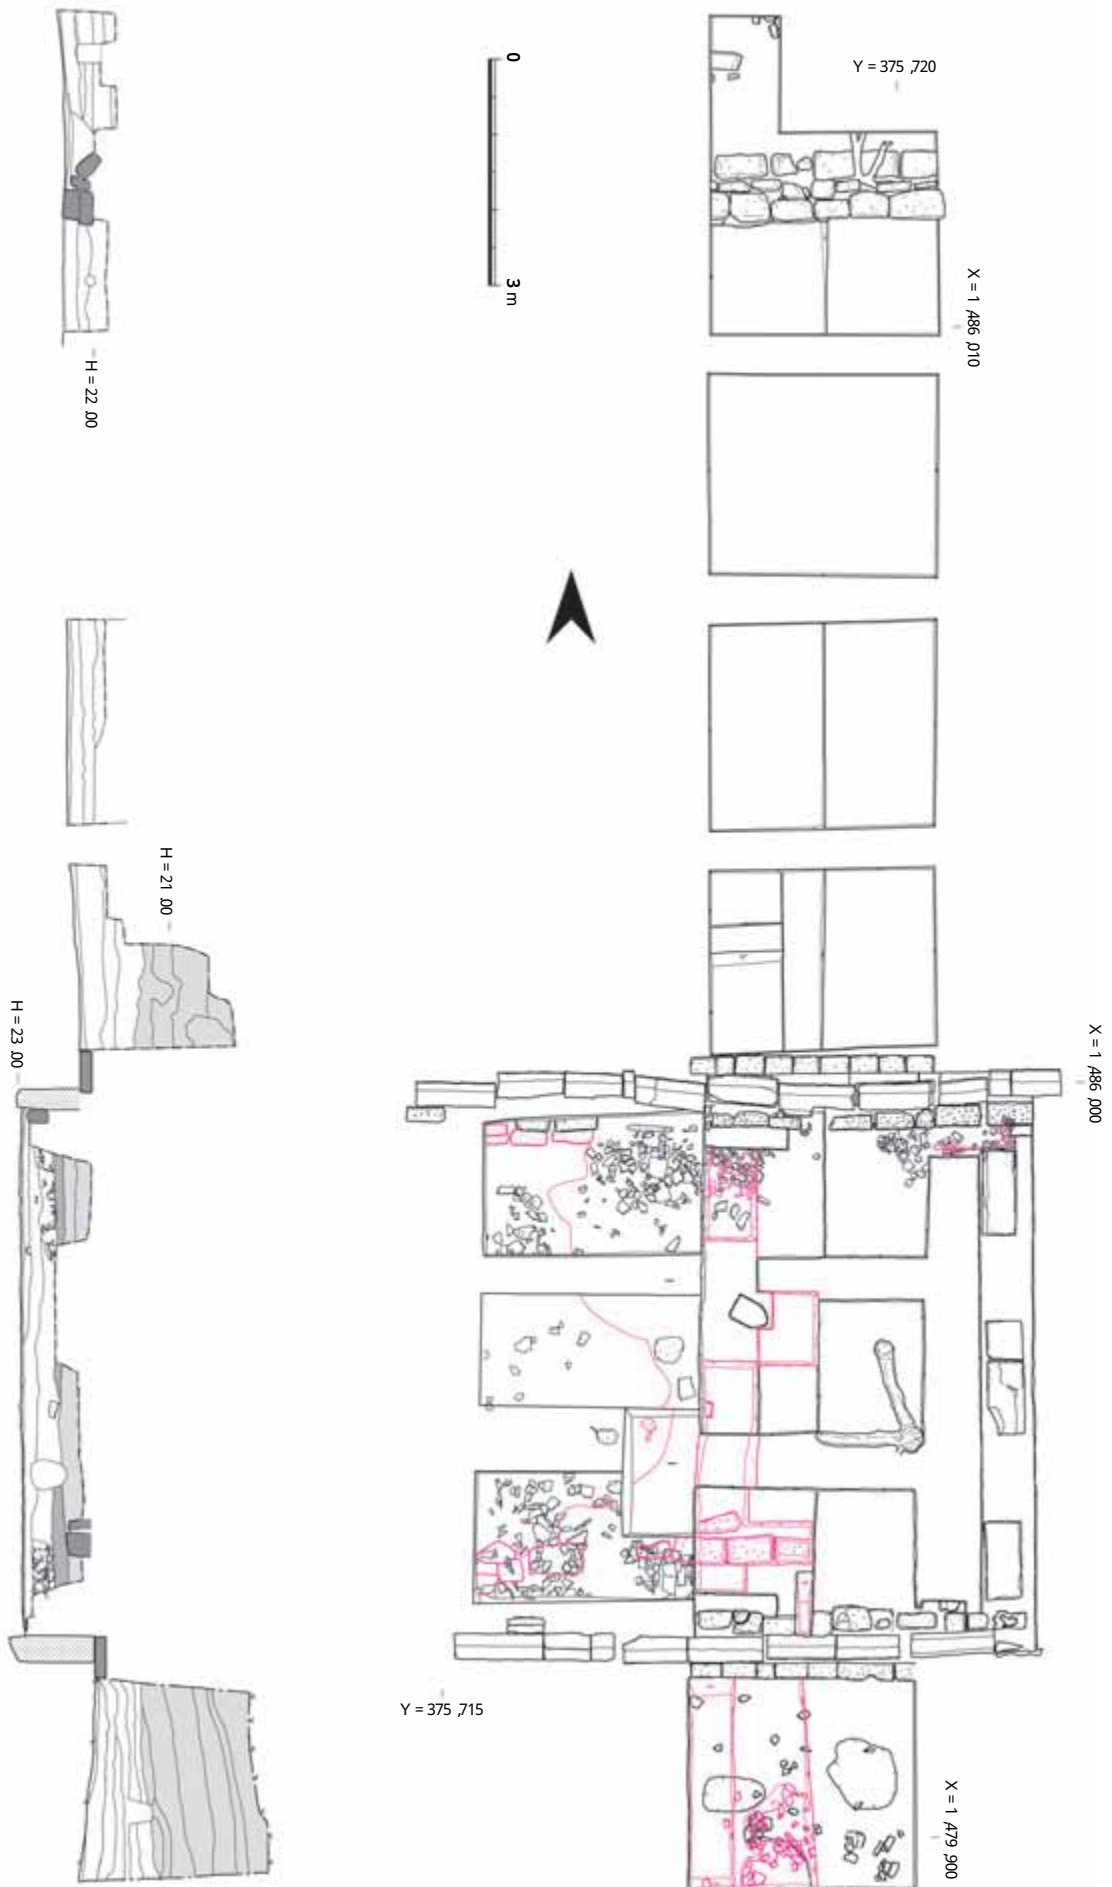 0
Y = 375 ,720
3 m
X = 1 ,486 ,010
H = 22 .00
H = 21 .00
H = 23 .00
X = 1 ,486 ,000
Y = 375 ,715
X = 1 ,479 ,900